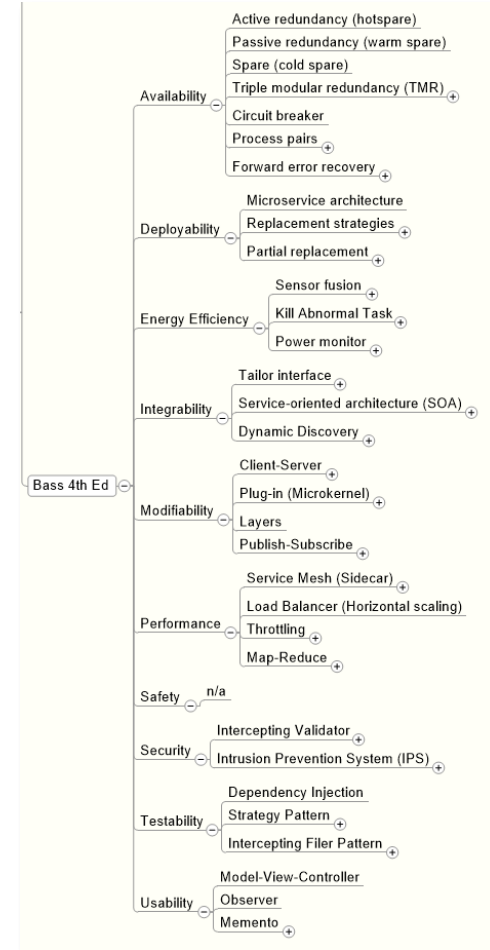 Active redundancy (hotspare)
Passive redundancy (warm spare)
Spare (cold spare)
Availability
Triple modular redundancy (TMR)
Circuit breaker
Process pairs
Forward error recovery
Microservice architecture
Deployability
Replacement strategies
Partial replacement
Sensor fusion
Energy Efficiency
Kill Abnormal Task
Power monitor
Tailor interface
Integrability
Service-oriented architecture (SOA)
Dynamic Discovery
Bass 4th Ed
Client-Server
Plug-in (Microkernel)
Modifiability
Layers
Publish-Subscribe
Service Mesh (Sidecar)
Load Balancer (Horizontal scaling)
Performance
Throttling
Map-Reduce
Safety
n/a
Intercepting Validator
Security
Intrusion Prevention System (IPS)
Dependency Injection
Testability
Strategy Pattern
Intercepting Filer Pattern
Model-View-Controller
Usability
Observer
Memento